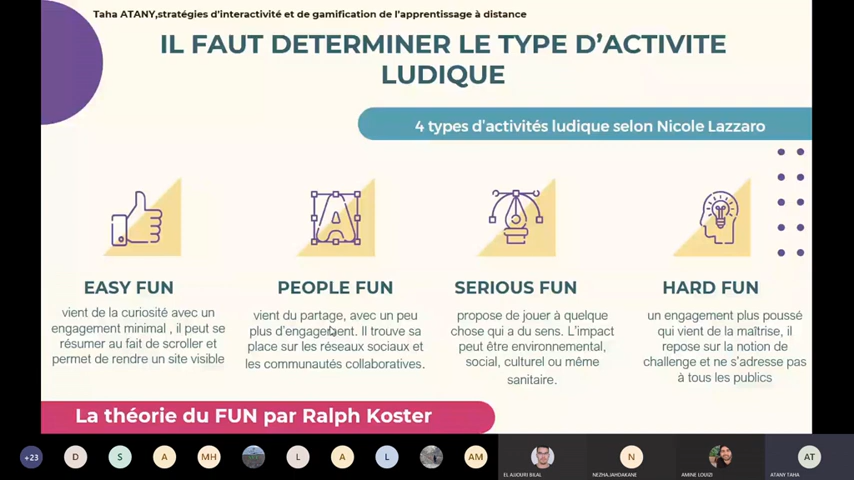 Taha ATANY,stratégies d'interactivité et de gamification de l'apprentissage à distance
IL FAUT DETERMINER LE TYPE D'ACTIVITE
LUDIQUE
4 types d'activités ludique selon Nicole Lazzaro
A
EASY FUN
vient de la curiosité avec un
engagement minimal , il peut se
résumer au fait de scroller et
permet de rendre un site visible
PEOPLE FUN
vient du partage, avec un peu
plus d'engagement. Il trouve sa
place sur les réseaux sociaux et
les communautés collaboratives.
SERIOUS FUN
propose de jouer à quelque
chose qui a du sens. L'impact
peut être environnemental,
social, culturel ou même
sanitaire.
HARD FUN
un engagement plus poussé
qui vient de la maîtrise, il
repose sur la notion de
challenge et ne s'adresse pas
à tous les publics
La théorie du FUN par Ralph Koster
+23 D S A MH L A L AM N AT
EL AJOURI BILAL
AMINE LOUIZI
ATANY TAHA